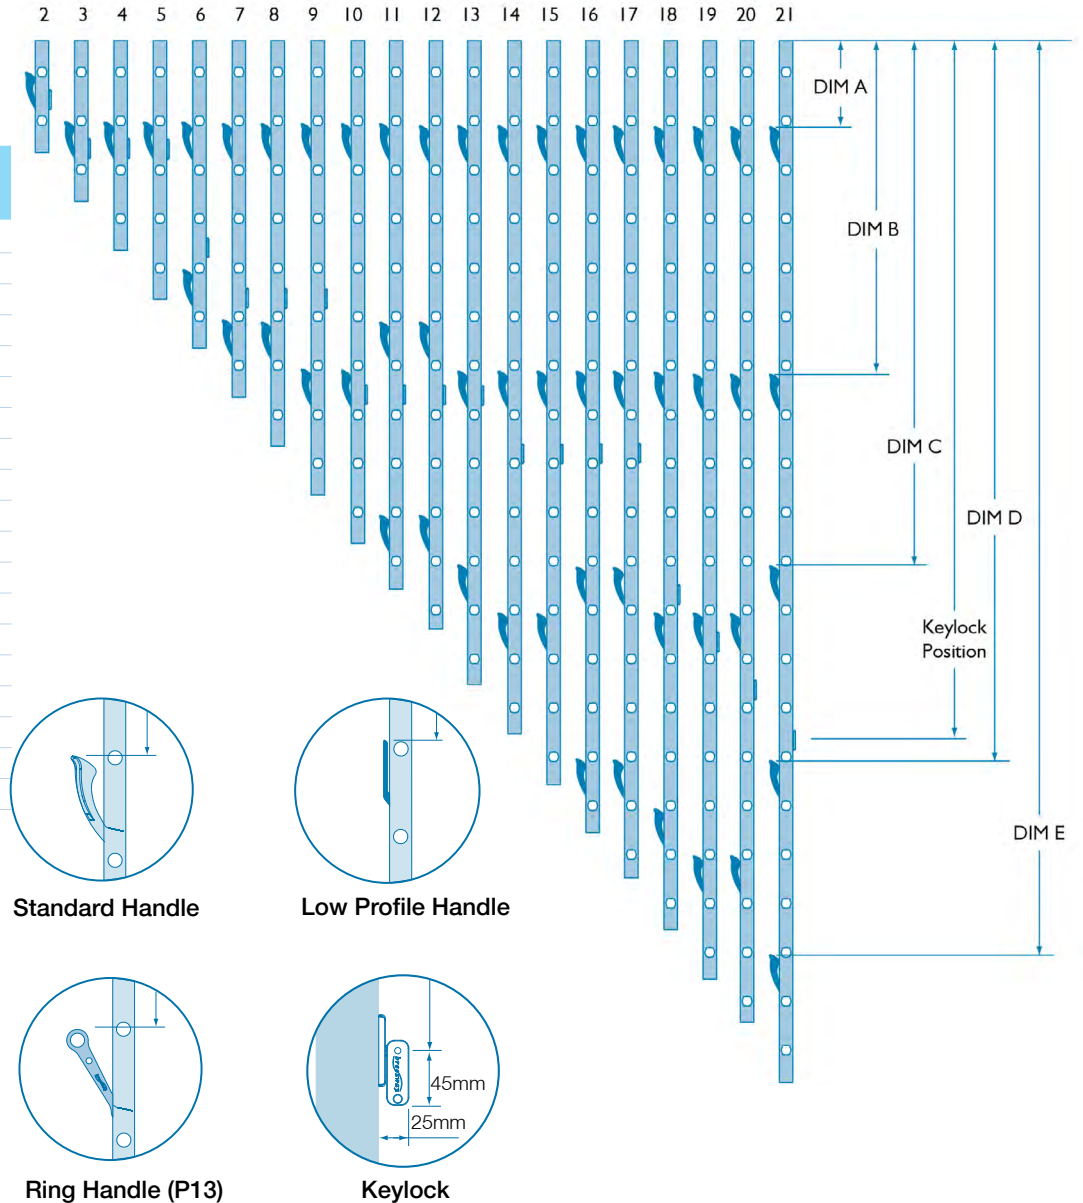 2 3 4 5 6 7 8 9 10 11 12 13 14 15 16 17 18 19 20 21
DIM A
DIM B
DIM C
DIM D
Keylock
Position
DIM E
Standard Handle
Low Profile Handle
45mm
25mm
Ring Handle (P13)
Keylock